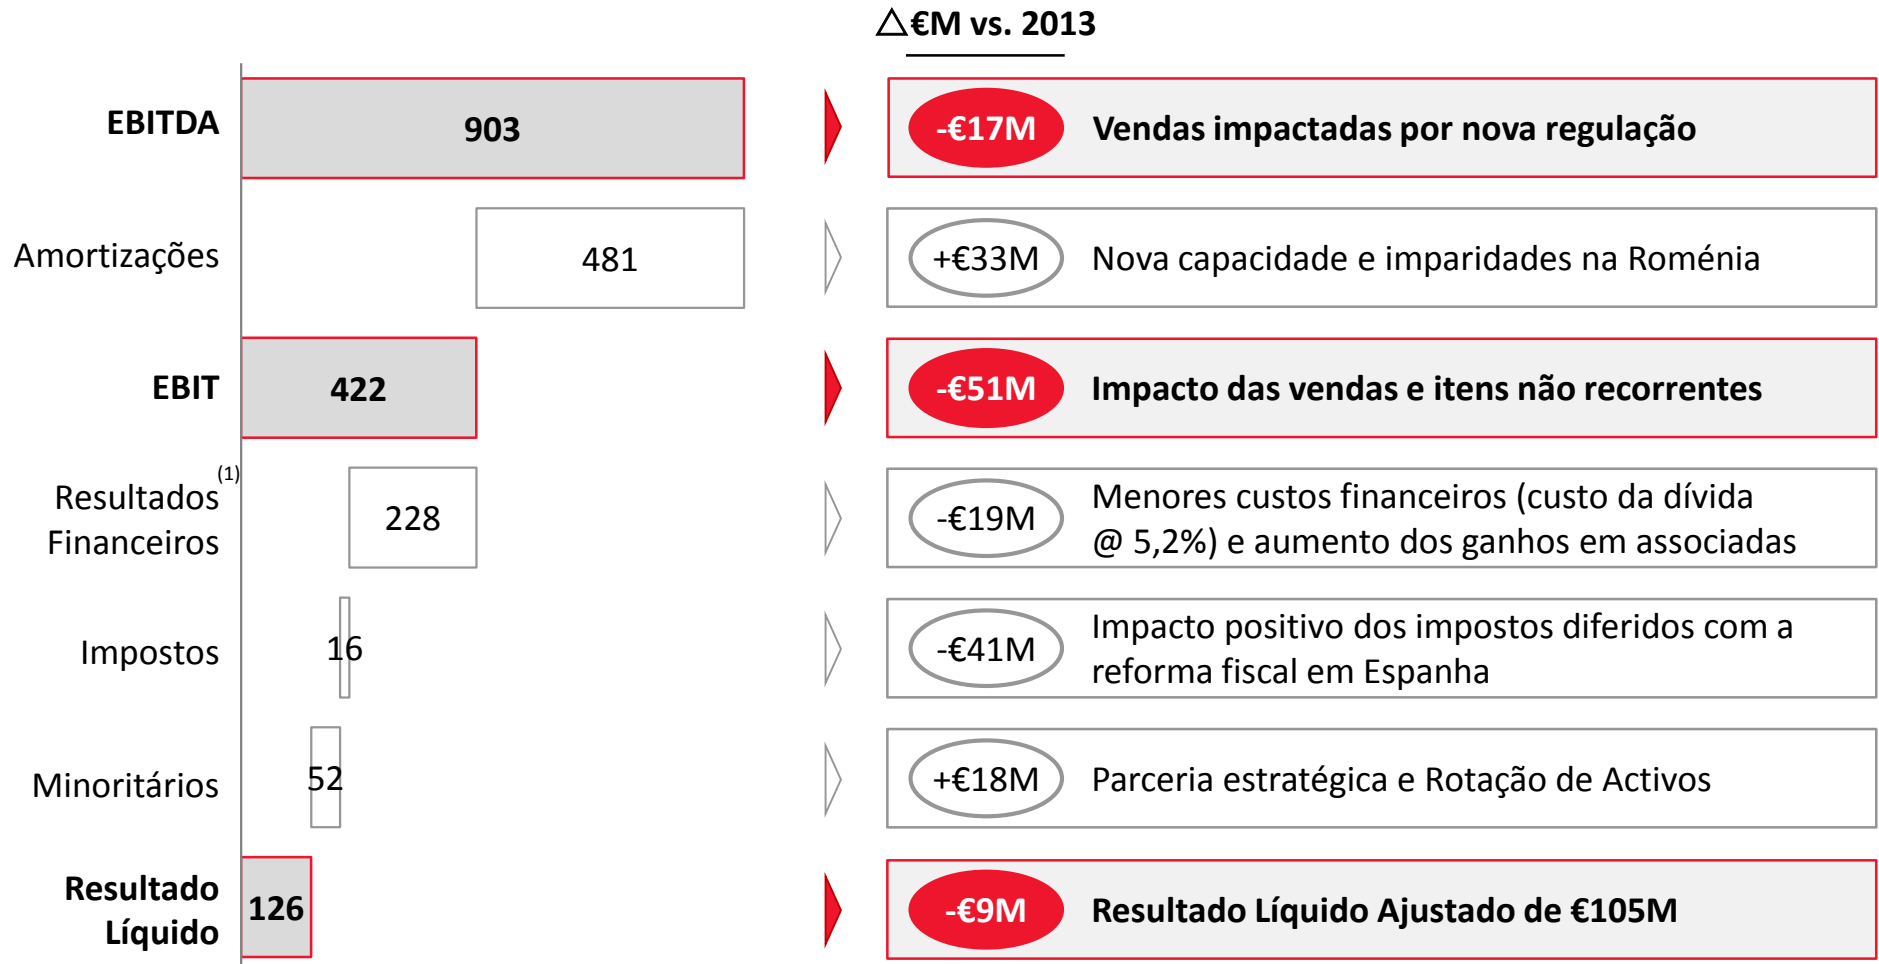 △€M vs. 2013
EBITDA
903
-€17M
Vendas impactadas por nova regulação
Amortizações
481
+€33M
Nova capacidade e imparidades na Roménia
EBIT
422
-€51M
Impacto das vendas e itens não recorrentes
Resultados (1)
Financeiros
228
-€19M
Menores custos financeiros (custo da dívida
@ 5,2%) e aumento dos ganhos em associadas
Impostos
16
-€41M
Impacto positivo dos impostos diferidos com a
reforma fiscal em Espanha
Minoritários
52
+€18M
Parceria estratégica e Rotação de Activos
Resultado
Líquido
126
-€9M
Resultado Líquido Ajustado de €105M